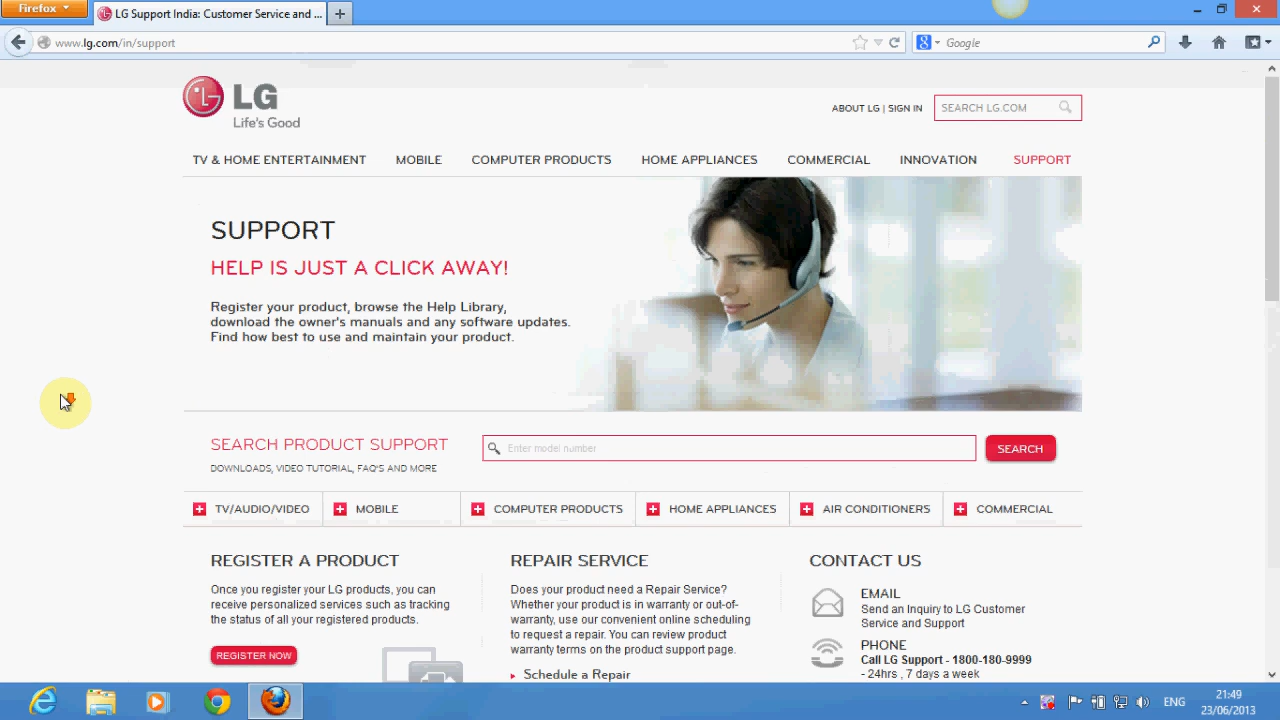 Firefox
LG Support India: Customer Service and ...
www.lg.com/in/support
Google
LG
Life's Good
ABOUT LG | SIGN IN
SEARCH LG.COM
TV & HOME ENTERTAINMENT MOBILE COMPUTER PRODUCTS HOME APPLIANCES COMMERCIAL INNOVATION SUPPORT
SUPPORT
HELP IS JUST A CLICK AWAY!
Register your product, browse the Help Library,
download the owner's manuals and any software updates.
Find how best to use and maintain your product.
SEARCH PRODUCT SUPPORT
DOWNLOADS, VIDEO TUTORIAL, FAQ'S AND MORE
Enter model number
SEARCH
TV/AUDIO/VIDEO MOBILE COMPUTER PRODUCTS HOME APPLIANCES AIR CONDITIONERS COMMERCIAL
REGISTER A PRODUCT
Once you register your LG products, you can
receive personalized services such as tracking
the status of all your registered products.
REGISTER NOW
REPAIR SERVICE
Does your product need a Repair Service?
Whether your product is in warranty or out-of-
warranty, use our convenient online scheduling
to request a repair. You can review product
warranty terms on the product support page.
Schedule a Repair
CONTACT US
EMAIL
Send an Inquiry to LG Customer
Service and Support
PHONE
Call LG Support - 1800-180-9999
- 24hrs , 7 days a week
ENG
21:49
23/06/2013